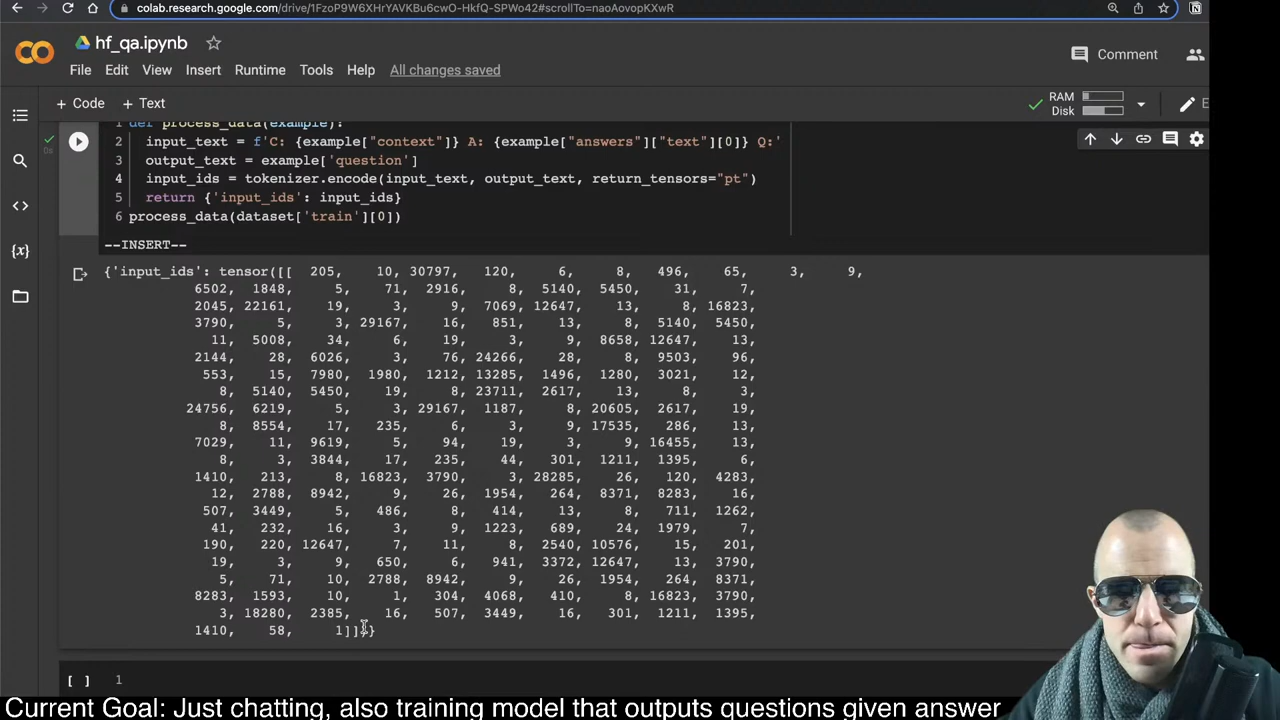 colab.research.google.com/drive/1FzoP9W6XHrYAVKBu6cwO-HkfQ-SPWo42#scrollTo=naoAovopKXwR
hf_qa.ipynb
File Edit View Insert Runtime Tools Help All changes saved
Comment
+ Code + Text
RAM
Disk
1 def process_data(example):
2 input_text = f'C: {example["context"]} A: {example["answers"]["text"][0]} Q:'
3 output_text = example['question']
4 input_ids = tokenizer.encode(input_text, output_text, return_tensors="pt")
5 return {'input_ids': input_ids}
6 process_data(dataset['train'][0])
--INSERT--
{'input_ids': tensor([[ 205, 10, 30797, 120, 6, 8, 496, 65, 3, 9,
6502, 1848, 5, 71, 2916, 8, 5140, 5450, 31, 7,
2045, 22161, 19, 3, 9, 7069, 12647, 13, 8, 16823,
3790, 5, 3, 29167, 16, 851, 13, 8, 5140, 5450,
11, 5008, 34, 6, 19, 3, 9, 8658, 12647, 13,
2144, 28, 6026, 3, 76, 24266, 28, 8, 9503, 96,
553, 15, 7980, 1980, 1212, 13285, 1496, 1280, 3021, 12,
8, 5140, 5450, 19, 8, 23711, 2617, 13, 8, 3,
24756, 6219, 5, 3, 29167, 1187, 8, 20605, 2617, 19,
8, 8554, 17, 235, 6, 3, 9, 17535, 286, 13,
7029, 11, 9619, 5, 94, 19, 3, 9, 16455, 13,
8, 3, 3844, 17, 235, 44, 301, 1211, 1395, 6,
1410, 213, 8, 16823, 3790, 3, 28285, 26, 120, 4283,
12, 2788, 8942, 9, 26, 1954, 264, 8371, 8283, 16,
507, 3449, 5, 486, 8, 414, 13, 8, 711, 1262,
41, 232, 16, 3, 9, 1223, 689, 24, 1979, 7,
190, 220, 12647, 7, 11, 8, 2540, 10576, 15, 201,
19, 3, 9, 650, 6, 941, 3372, 12647, 13, 3790,
5, 71, 10, 2788, 8942, 9, 26, 1954, 264, 8371,
8283, 1593, 10, 1, 304, 4068, 410, 8, 16823, 3790,
3, 18280, 2385, 16, 507, 3449, 16, 301, 1211, 1395,
1410, 58, 1]])}
[ ] 1
Current Goal: Just chatting, also training model that outputs questions given answer